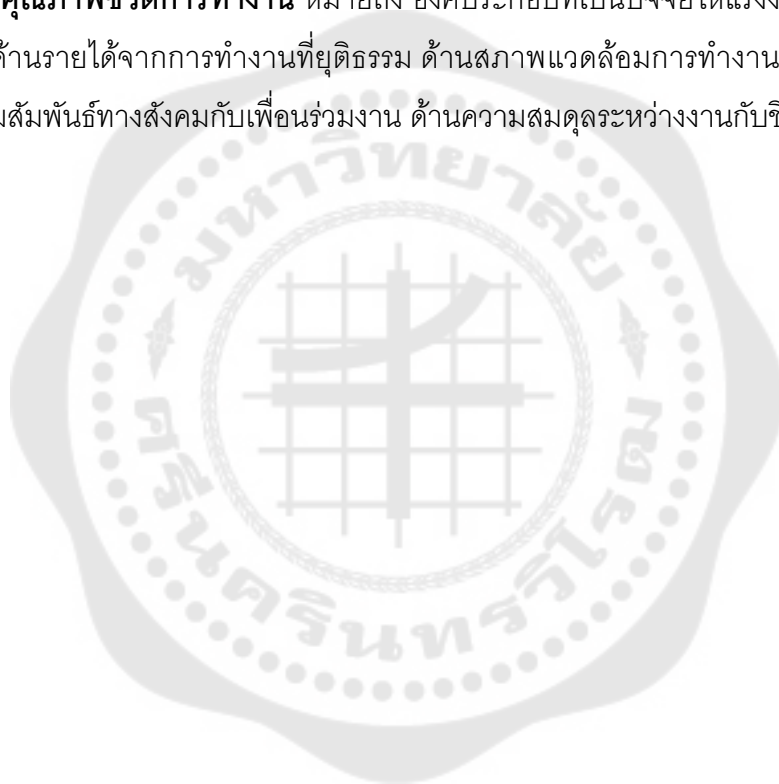 คุณภาพชีวิตการทำงาน หมายถึง องค์ประกอบที่เป็นปัจจัยให้แรงง
ด้านรายได้จากการทำงานที่ยุติธรรม ด้านสภาพแวดล้อมการทำงาน
มสัมพันธ์ทางสังคมกับเพื่อนร่วมงาน ด้านความสมดุลระหว่างงานกับชี
มหาวิทยาลัย
ศรีนครินทรวิโรฒ